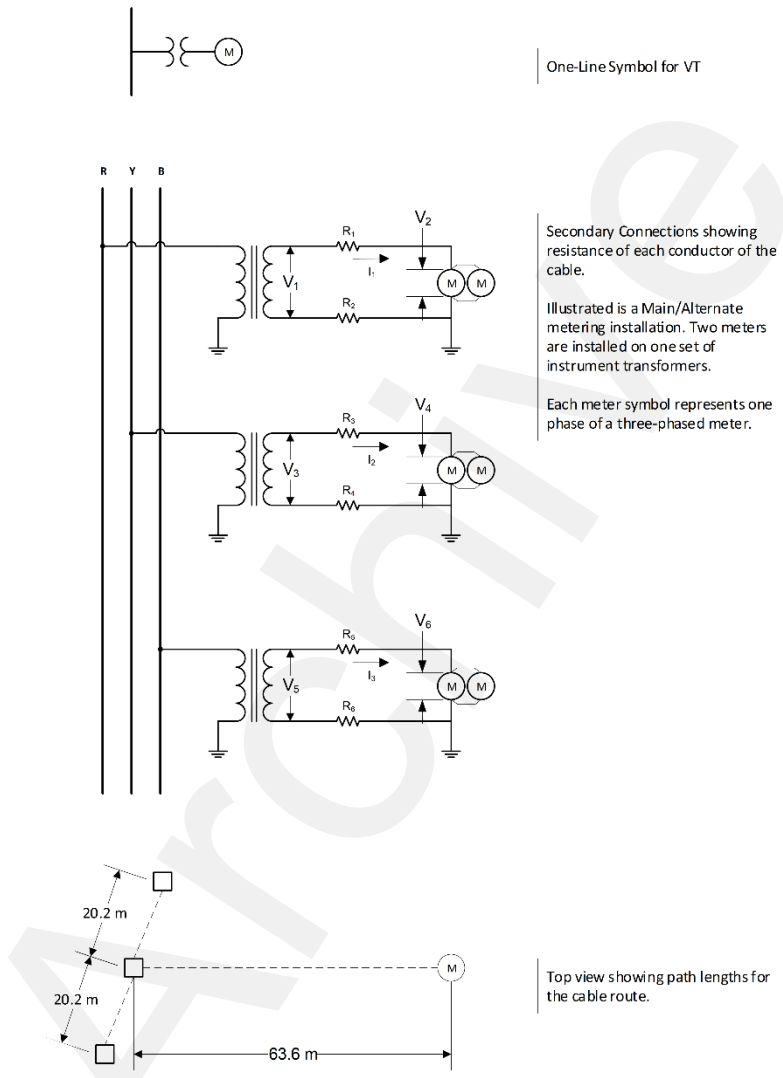 M
One-Line Symbol for VT
R Y B
R₁
V₂
I₁
V₁
M M
R₂
Secondary Connections showing
resistance of each conductor of the
cable.
Illustrated is a Main/Alternate
metering installation. Two meters
are installed on one set of
instrument transformers.
Each meter symbol represents one
phase of a three-phased meter.
R₃
V₄
I₂
V₃
M M
R₄
R₅
V₆
I₃
V₅
M M
R₆
20.2 m
20.2 m
M
63.6 m
Top view showing path lengths for
the cable route.
Archive